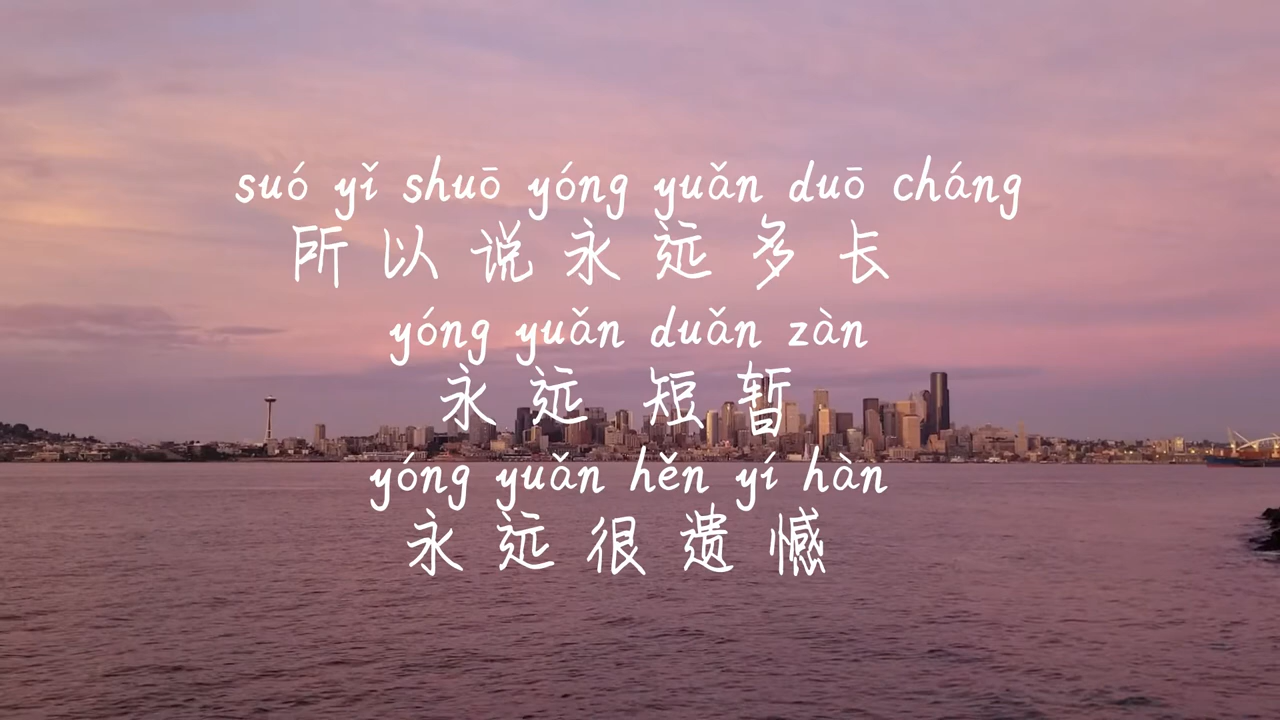 suó yǐ shuō yóng yuǎn duō cháng
所 以 说 永 远 多 长
yóng yuǎn duǎn zàn
永 远 短 暂
yóng yuǎn hěn yí hàn
永 远 很 遗 憾